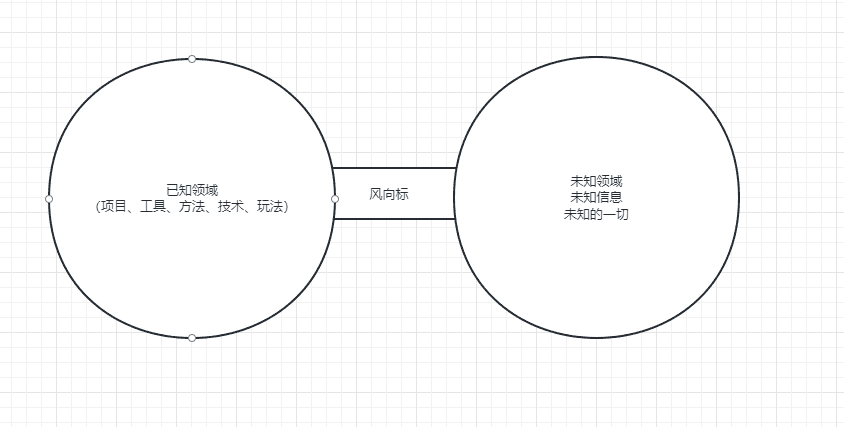 已知领域
（项目、工具、方法、技术、玩法）
风向标
未知领域
未知信息
未知的一切